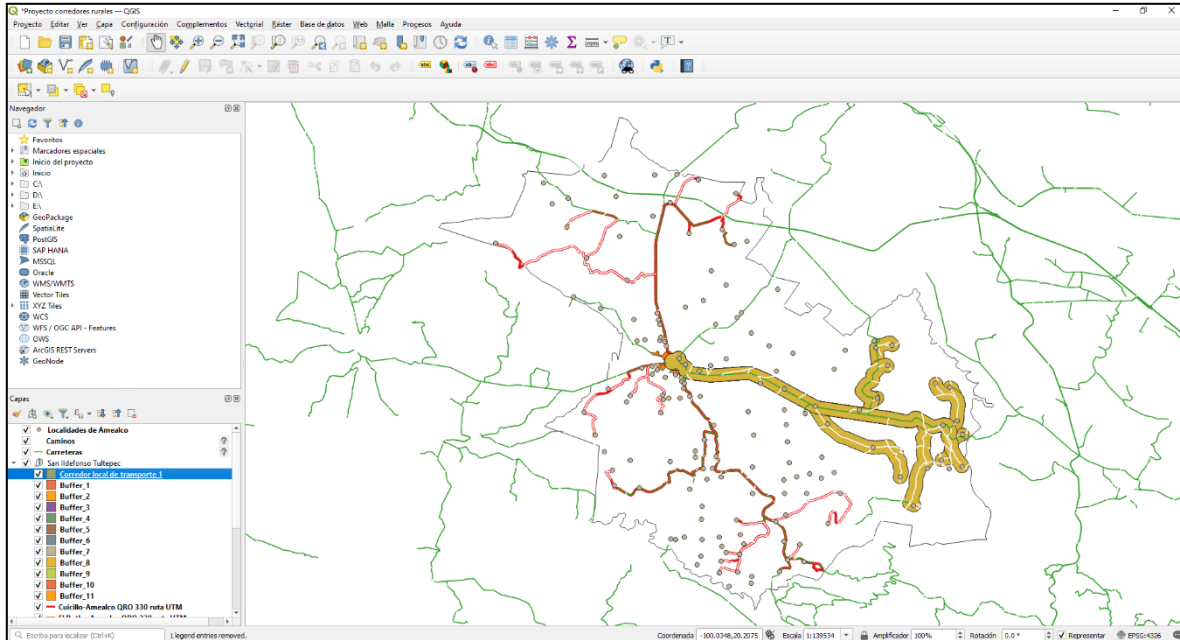 *Proyecto corredores rurales — QGIS
Proyecto Editar Ver Capa Configuración Complementos Vectorial Ráster Base de datos Web Malla Procesos Ayuda
Navegador
Favoritos
Marcadores espaciales
Inicio del proyecto
Inicio
C:\
D:\
E:\
GeoPackage
SpatiaLite
PostGIS
SAP HANA
MSSQL
Oracle
WMS/WMTS
Vector Tiles
XYZ Tiles
WCS
WFS / OGC API - Features
OWS
ArcGIS REST Servers
GeoNode
Capas
Localidades de Amealco
Caminos
Carreteras
San Ildefonso Tultepec
Corredor local de transporte 1
Buffer_1
Buffer_2
Buffer_3
Buffer_4
Buffer_5
Buffer_6
Buffer_7
Buffer_8
Buffer_9
Buffer_10
Buffer_11
Cuicillo-Amealco QRO 330 ruta UTM
Escriba para localizar (Ctrl+K) 1 legend entries removed. Coordenada -100.0348,20.2075 Escala 1:139534 Amplificador 100% Rotación 0.0 ° Representar EPSG:4326